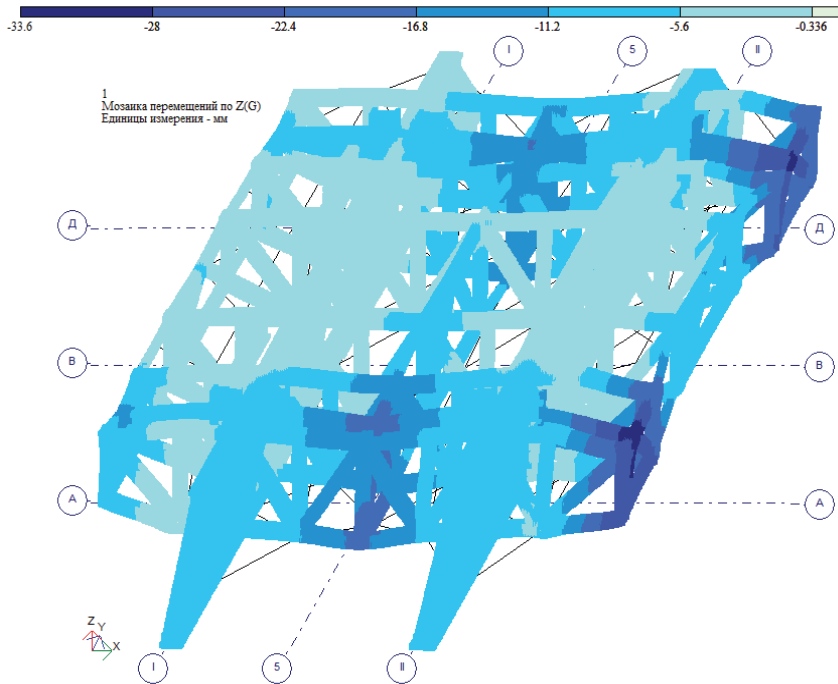 -33.6 -28 -22.4 -16.8 -11.2 -5.6 -0.336
I 5 II
1
Мозаика перемещений по Z(G)
Единицы измерения - мм
Д Д
В В
А А
Z Y X
I 5 II